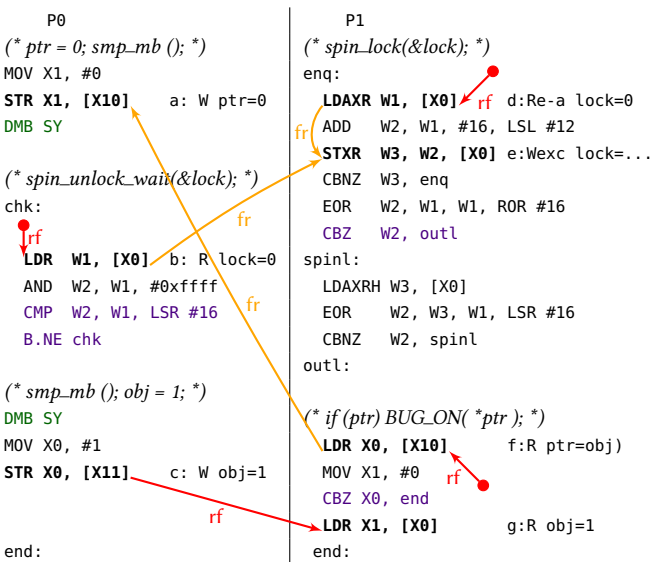 P0
(* ptr = 0; smp_mb (); *)
MOV X1, #0
STR X1, [X10] a: W ptr=0
DMB SY
(* spin_unlock_wait(&lock); *)
chk:
rf
LDR W1, [X0] b: R lock=0
AND W2, W1, #0xffff
CMP W2, W1, LSR #16
B.NE chk
(* smp_mb (); obj = 1; *)
DMB SY
MOV X0, #1
STR X0, [X11] c: W obj=1
rf
end:
fr
fr
P1
(* spin_lock(&lock); *)
enq:
LDAXR W1, [X0] rf d:Re-a lock=0
ADD W2, W1, #16, LSL #12
fr
STXR W3, W2, [X0] e:Wexc lock=...
CBNZ W3, enq
EOR W2, W1, W1, ROR #16
CBZ W2, outl
spinl:
LDAXRH W3, [X0]
EOR W2, W3, W1, LSR #16
CBNZ W2, spinl
outl:
(* if (ptr) BUG_ON( *ptr ); *)
LDR X0, [X10] f:R ptr=obj)
MOV X1, #0
rf
CBZ X0, end
LDR X1, [X0] g:R obj=1
end: